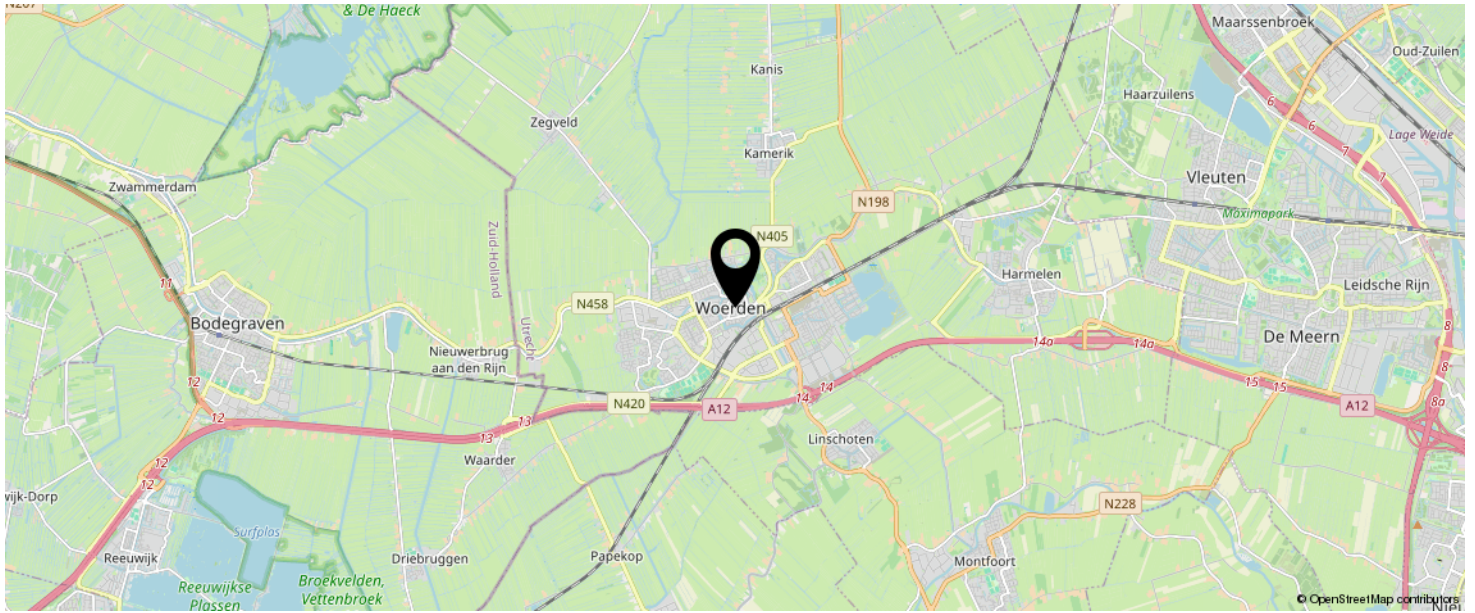 N207
& De Haeck
Maarssenbroek
Oud-Zuilen
Kanis
Haarzuilens
6
6
Lage Weide
Zegveld
Kamerik
7
7
Zwammerdam
Vleuten
N198
Maximapark
N405
Zuid-Holland
Utrecht
Harmelen
11
Leidsche Rijn
N458
Woerden
Bodegraven
8
De Meern
14a
14a
Nieuwerbrug
aan den Rijn
8
12
14
15
15
12
N420
A12
14
A12
8a
13
13
Linschoten
Waarder
12
12
wijk-Dorp
N228
Surfplas
Reeuwijk
Driebruggen
Papekop
Montfoort
Broekvelden,
Vettenbroek
Reeuwijkse
Plassen
© OpenStreetMap contributors